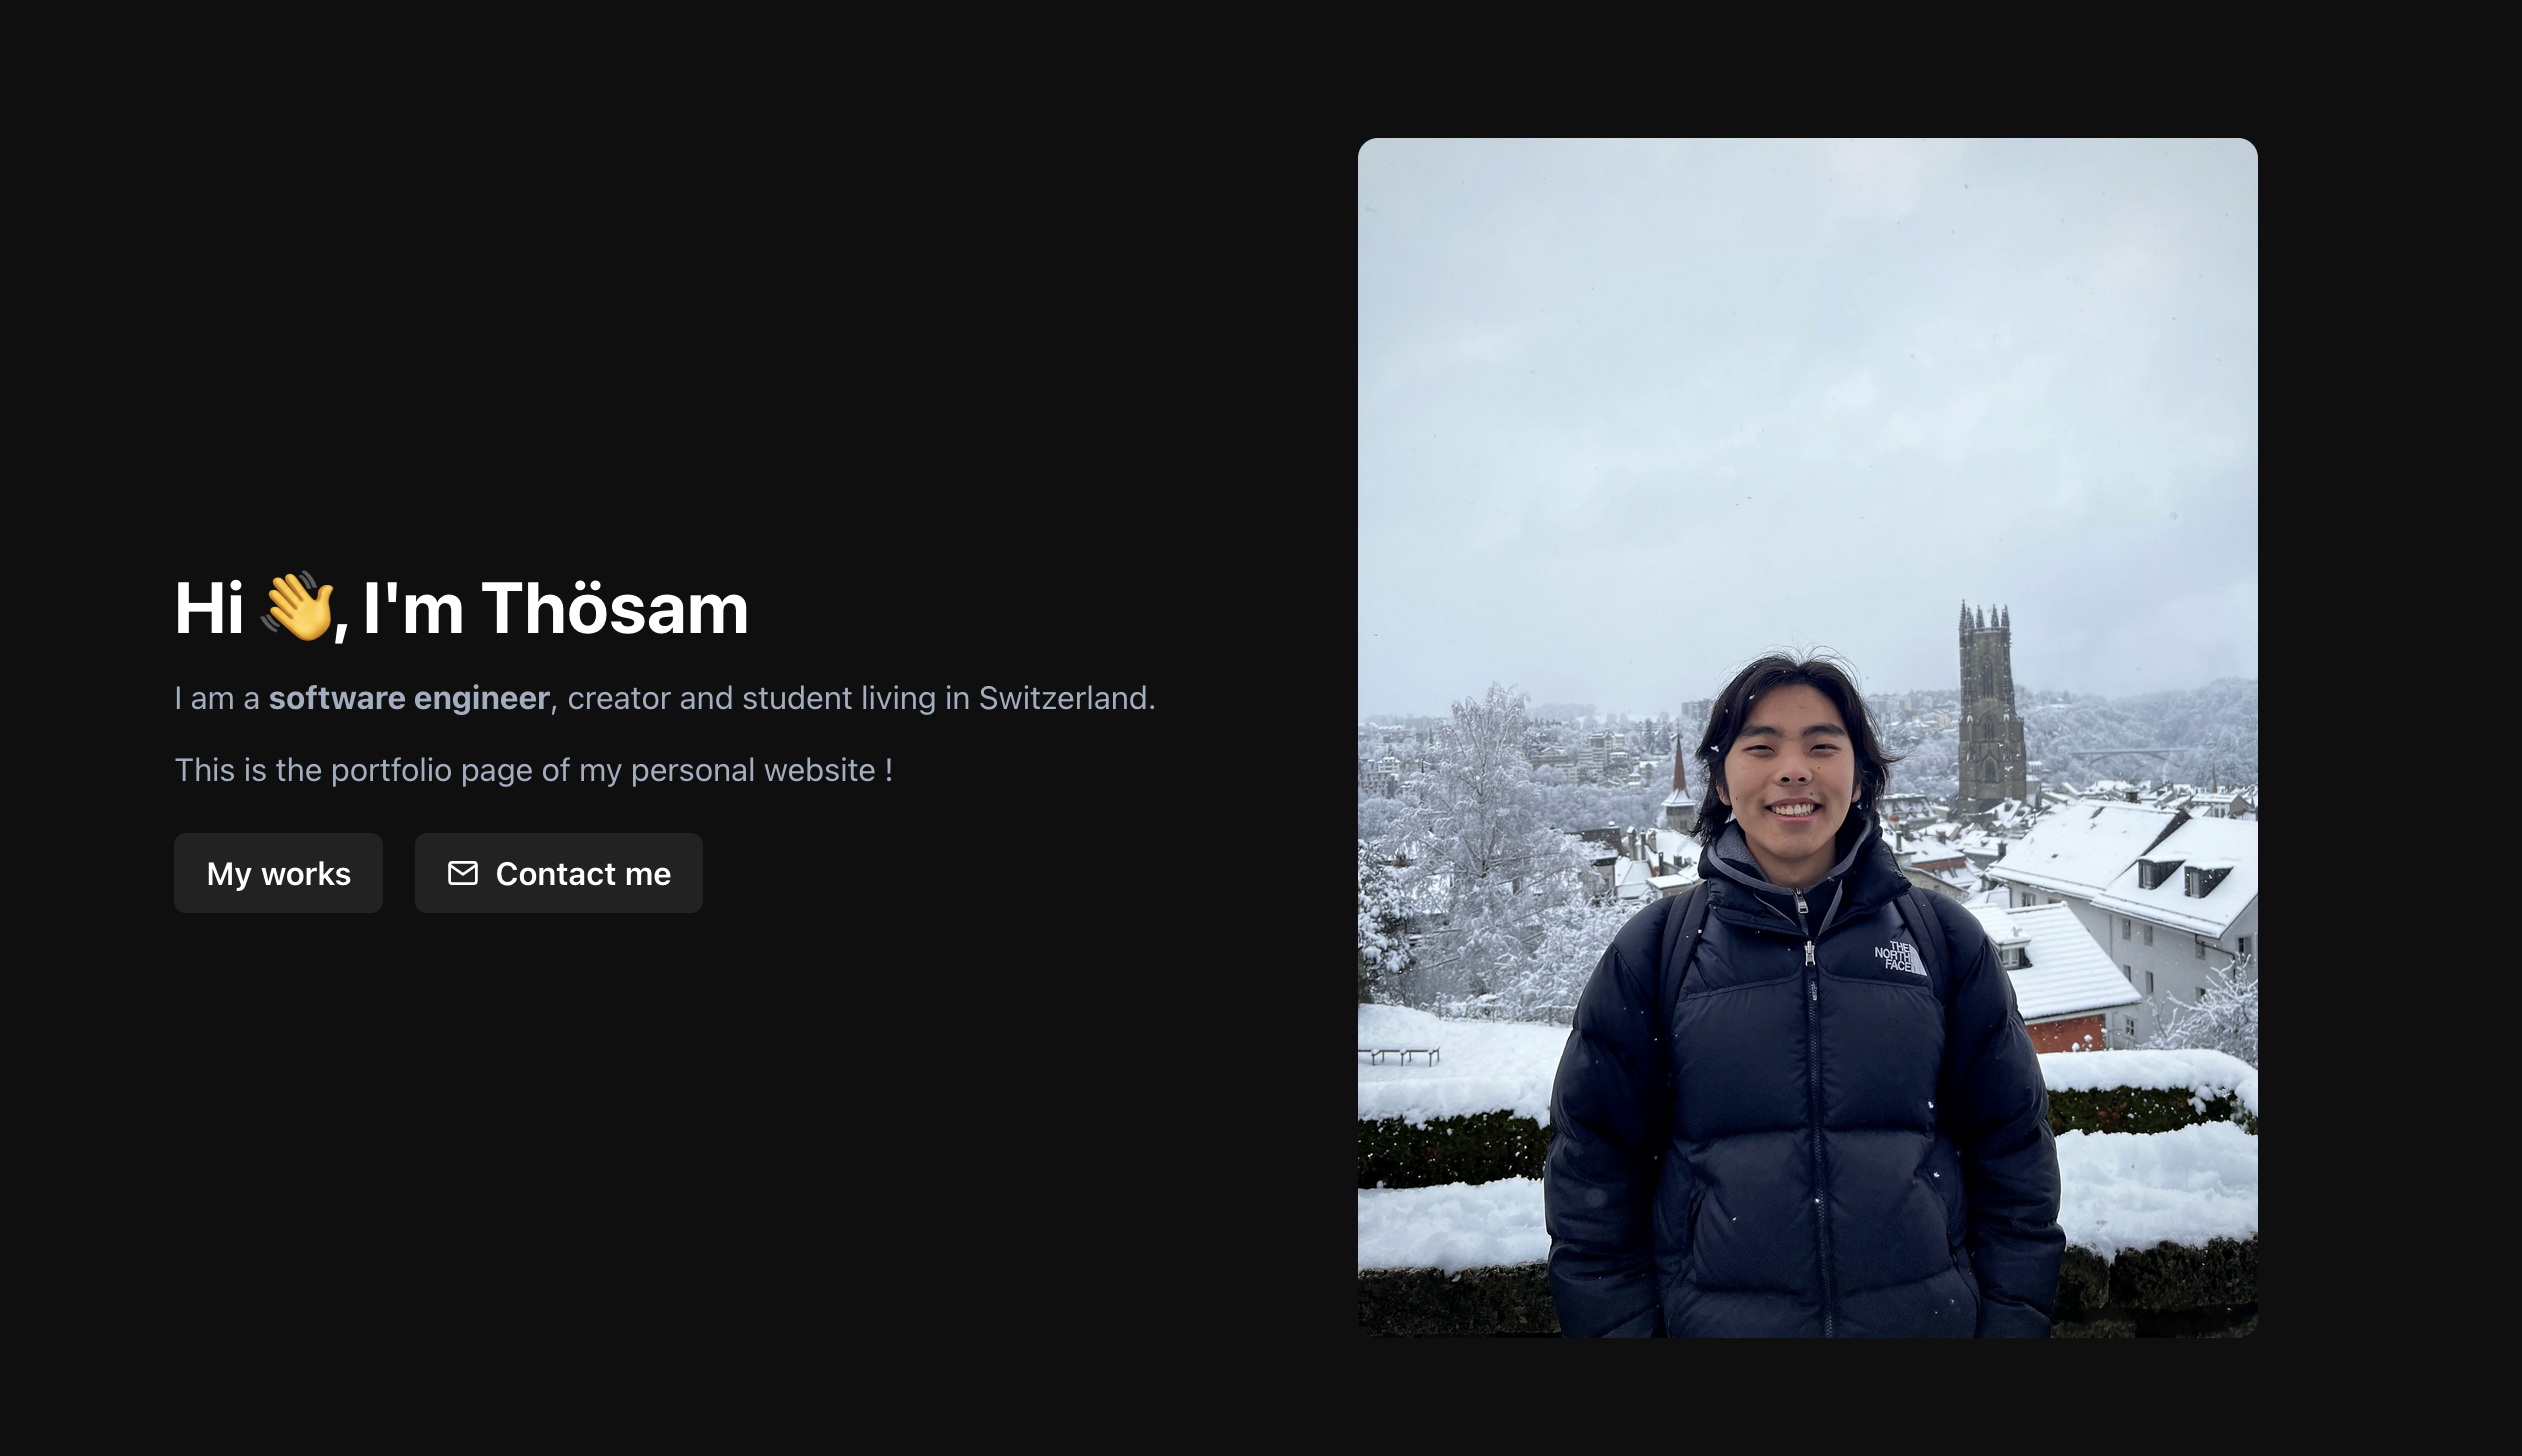 Hi 👋, I'm Thösam
I am a software engineer, creator and student living in Switzerland.
This is the portfolio page of my personal website !
My works
Contact me
THE
NORTH
FACE